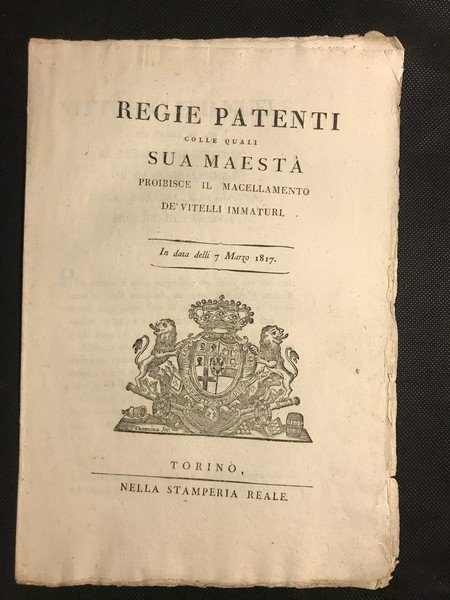 REGIE PATENTI
COLLE QUALI
SUA MAESTÀ
PROIBISCE IL MACELLAMENTO
DE' VITELLI IMMATURI.
In data delli 7 Marzo 1817.
TORINO,
NELLA STAMPERIA REALE.